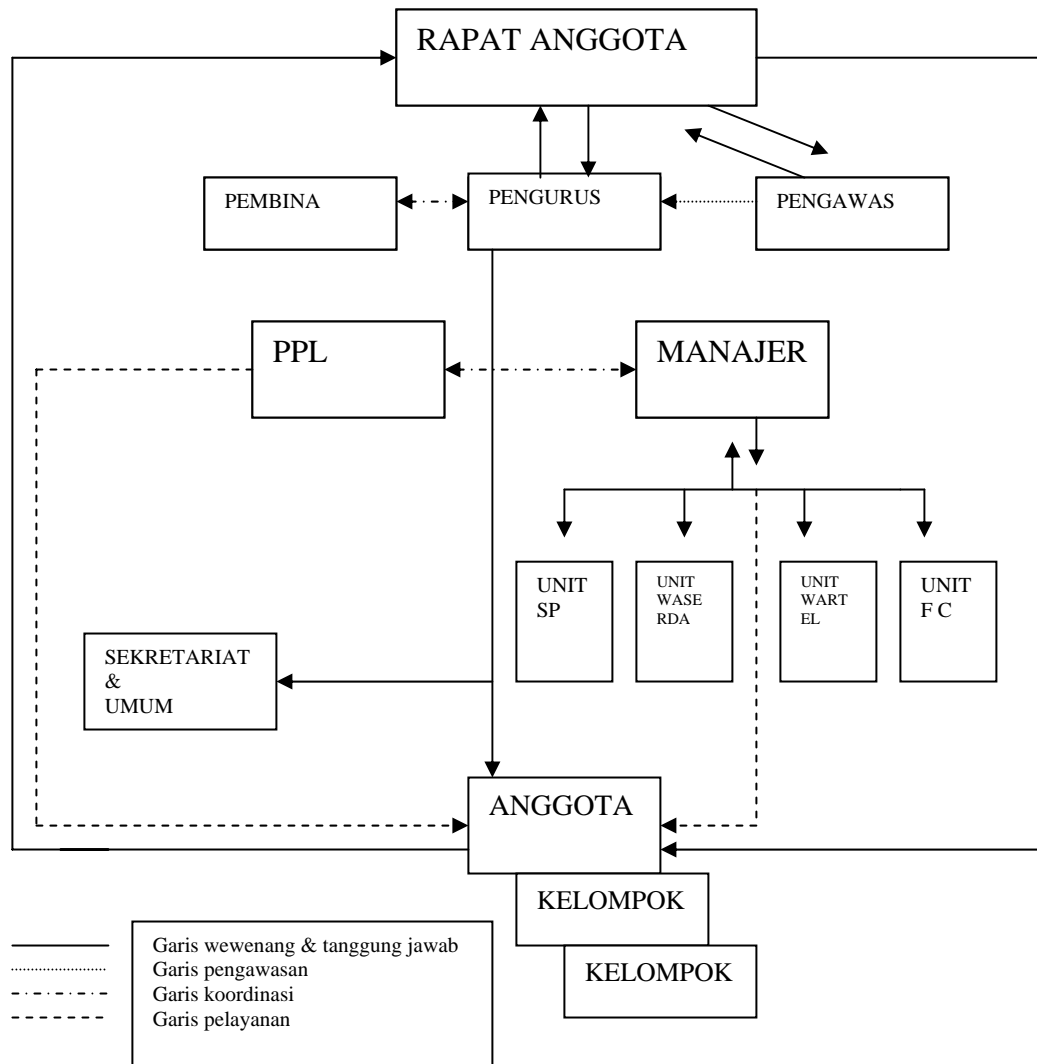 RAPAT ANGGOTA
PEMBINA
PENGURUS
PENGAWAS
PPL
MANAJER
UNIT
SP
UNIT
WASE
RDA
UNIT
WART
EL
UNIT
F C
SEKRETARIAT
&
UMUM
ANGGOTA
KELOMPOK
KELOMPOK
Garis wewenang & tanggung jawab
Garis pengawasan
Garis koordinasi
Garis pelayanan